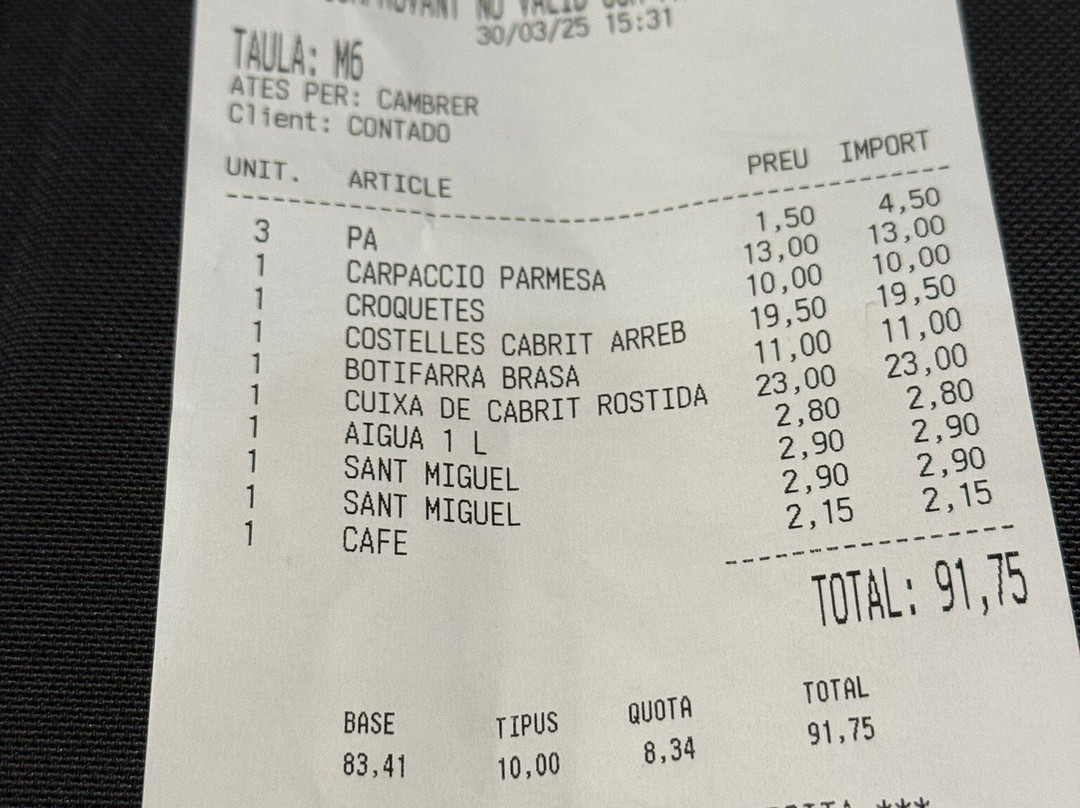 NO VALID
30/03/25 15:31
TAULA: M6
ATES PER: CAMBRER
Client: CONTADO
UNIT. ARTICLE PREU IMPORT
3 PA 1,50 4,50
1 CARPACCIO PARMESA 13,00 13,00
1 CROQUETES 10,00 10,00
1 COSTELLES CABRIT ARREB 19,50 19,50
1 BOTIFARRA BRASA 11,00 11,00
1 CUIXA DE CABRIT ROSTIDA 23,00 23,00
1 AIGUA 1 L 2,80 2,80
1 SANT MIGUEL 2,90 2,90
1 SANT MIGUEL 2,90 2,90
1 CAFE 2,15 2,15
TOTAL: 91,75
BASE TIPUS QUOTA TOTAL
83,41 10,00 8,34 91,75